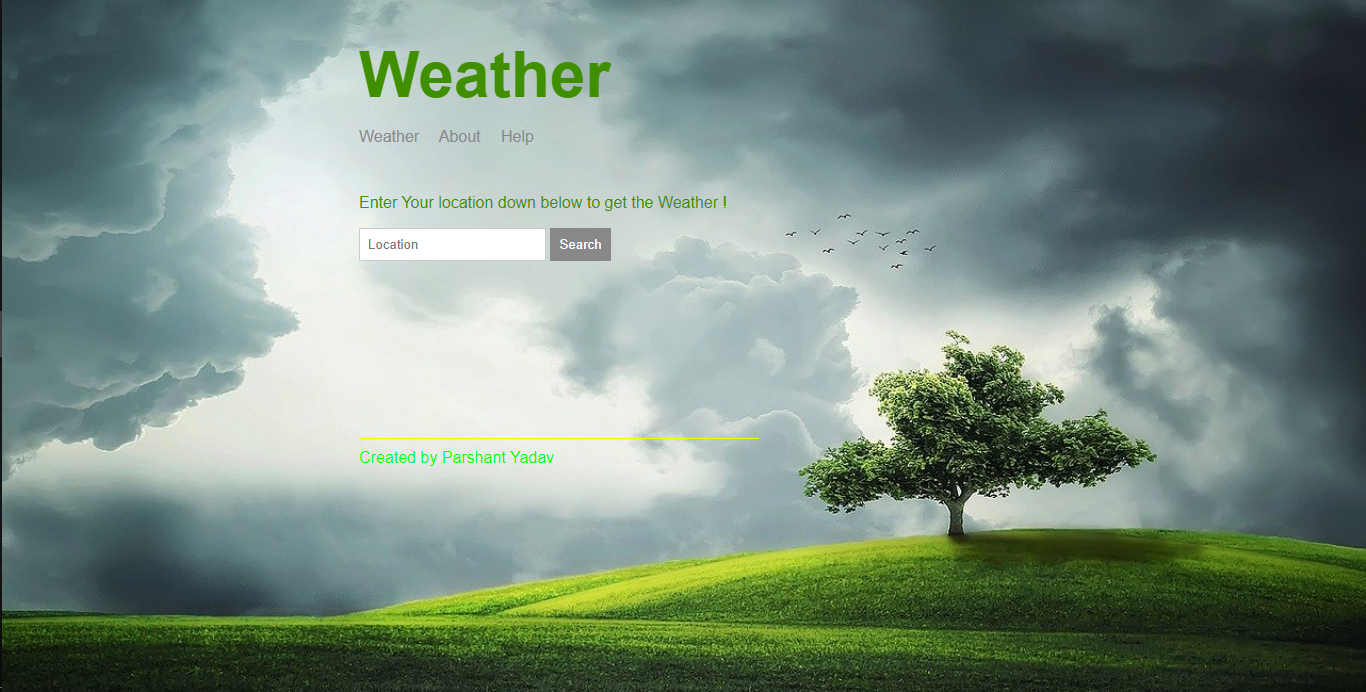 Weather
Weather About Help
Enter Your location down below to get the Weather !
Location Search
Created by Parshant Yadav